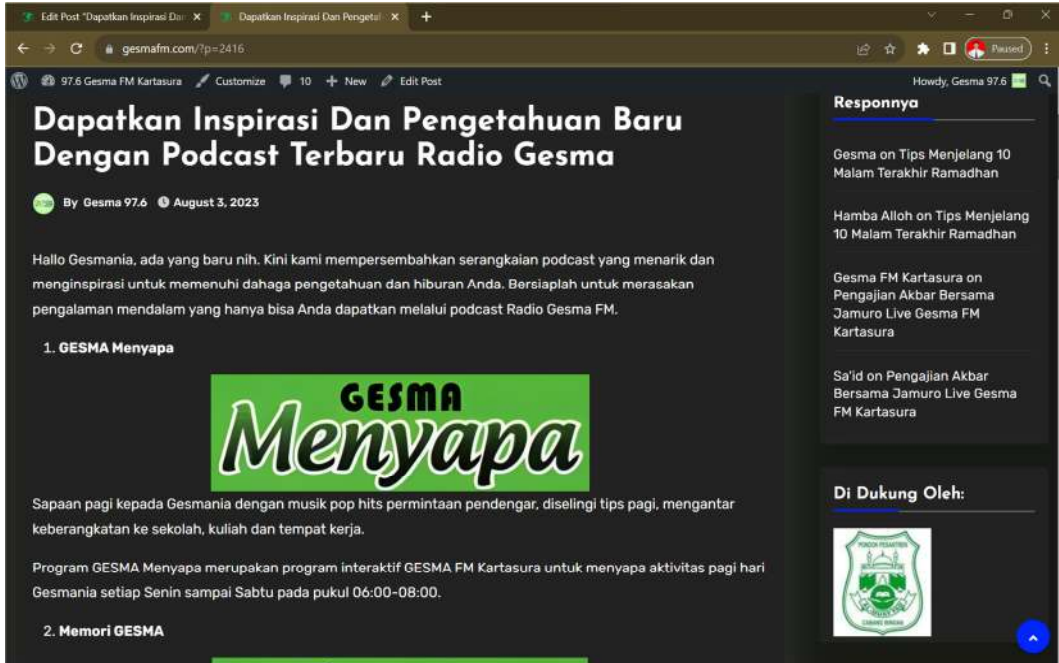 Edit Post "Dapatkan Inspirasi Dan
Dapatkan Inspirasi Dan Pengetal
gesmafm.com/?p=2416
Paused
97.6 Gesma FM Kartasura
Customize
10
New
Edit Post
Howdy, Gesma 97.6
Dapatkan Inspirasi Dan Pengetahuan Baru
Dengan Podcast Terbaru Radio Gesma
By Gesma 97.6 August 3, 2023
Hallo Gesmania, ada yang baru nih. Kini kami mempersembahkan serangkaian podcast yang menarik dan
menginspirasi untuk memenuhi dahaga pengetahuan dan hiburan Anda. Bersiaplah untuk merasakan
pengalaman mendalam yang hanya bisa Anda dapatkan melalui podcast Radio Gesma FM.
1. GESMA Menyapa
GESMA
Menyapa
Sapaan pagi kepada Gesmania dengan musik pop hits permintaan pendengar, diselingi tips pagi, mengantar
keberangkatan ke sekolah, kuliah dan tempat kerja.
Program GESMA Menyapa merupakan program interaktif GESMA FM Kartasura untuk menyapa aktivitas pagi hari
Gesmania setiap Senin sampai Sabtu pada pukul 06:00-08:00.
2. Memori GESMA
Responnya
Gesma on Tips Menjelang 10
Malam Terakhir Ramadhan
Hamba Alloh on Tips Menjelang
10 Malam Terakhir Ramadhan
Gesma FM Kartasura on
Pengajian Akbar Bersama
Jamuro Live Gesma FM
Kartasura
Sa'id on Pengajian Akbar
Bersama Jamuro Live Gesma
FM Kartasura
Di Dukung Oleh:
PONDOK PESANTREN